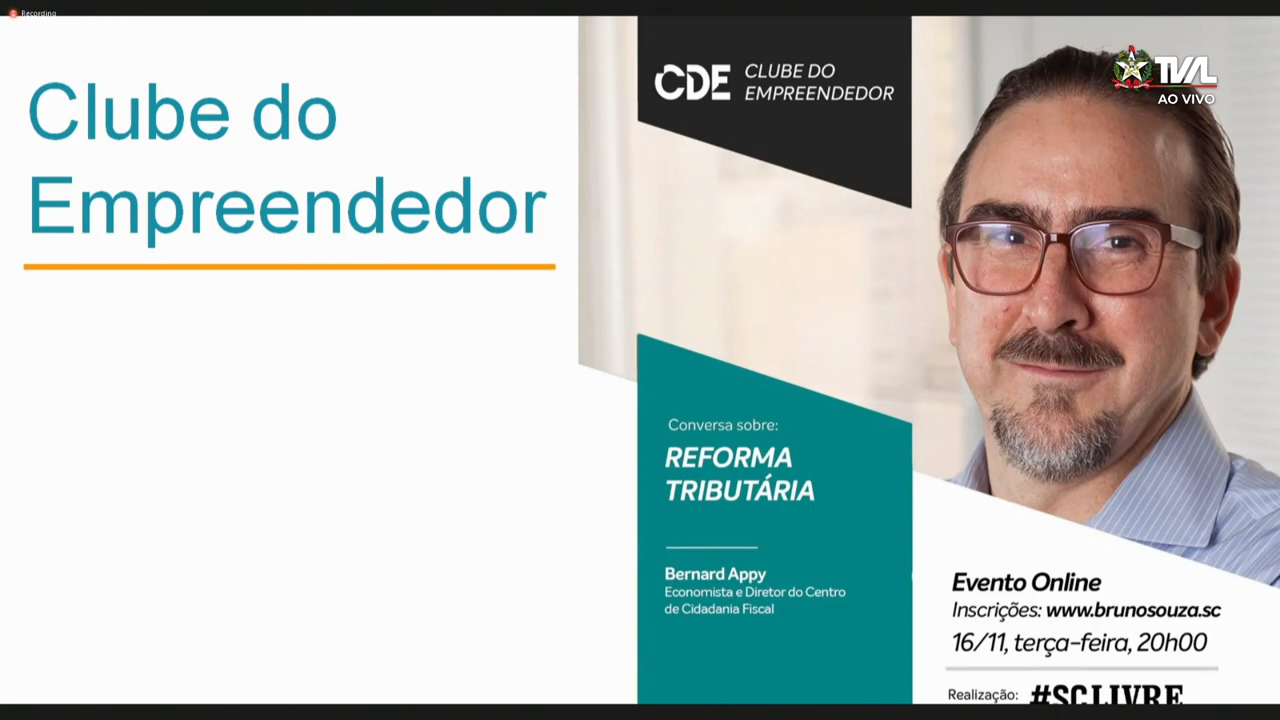 Recording
Clube do
Empreendedor
CDE
CLUBE DO
EMPREENDEDOR
TVAL
AO VIVO
Conversa sobre:
REFORMA
TRIBUTÁRIA
Bernard Appy
Economista e Diretor do Centro
de Cidadania Fiscal
Evento Online
Inscrições: www.brunosouza.sc
16/11, terça-feira, 20h00
Realização: #SCLIVRE